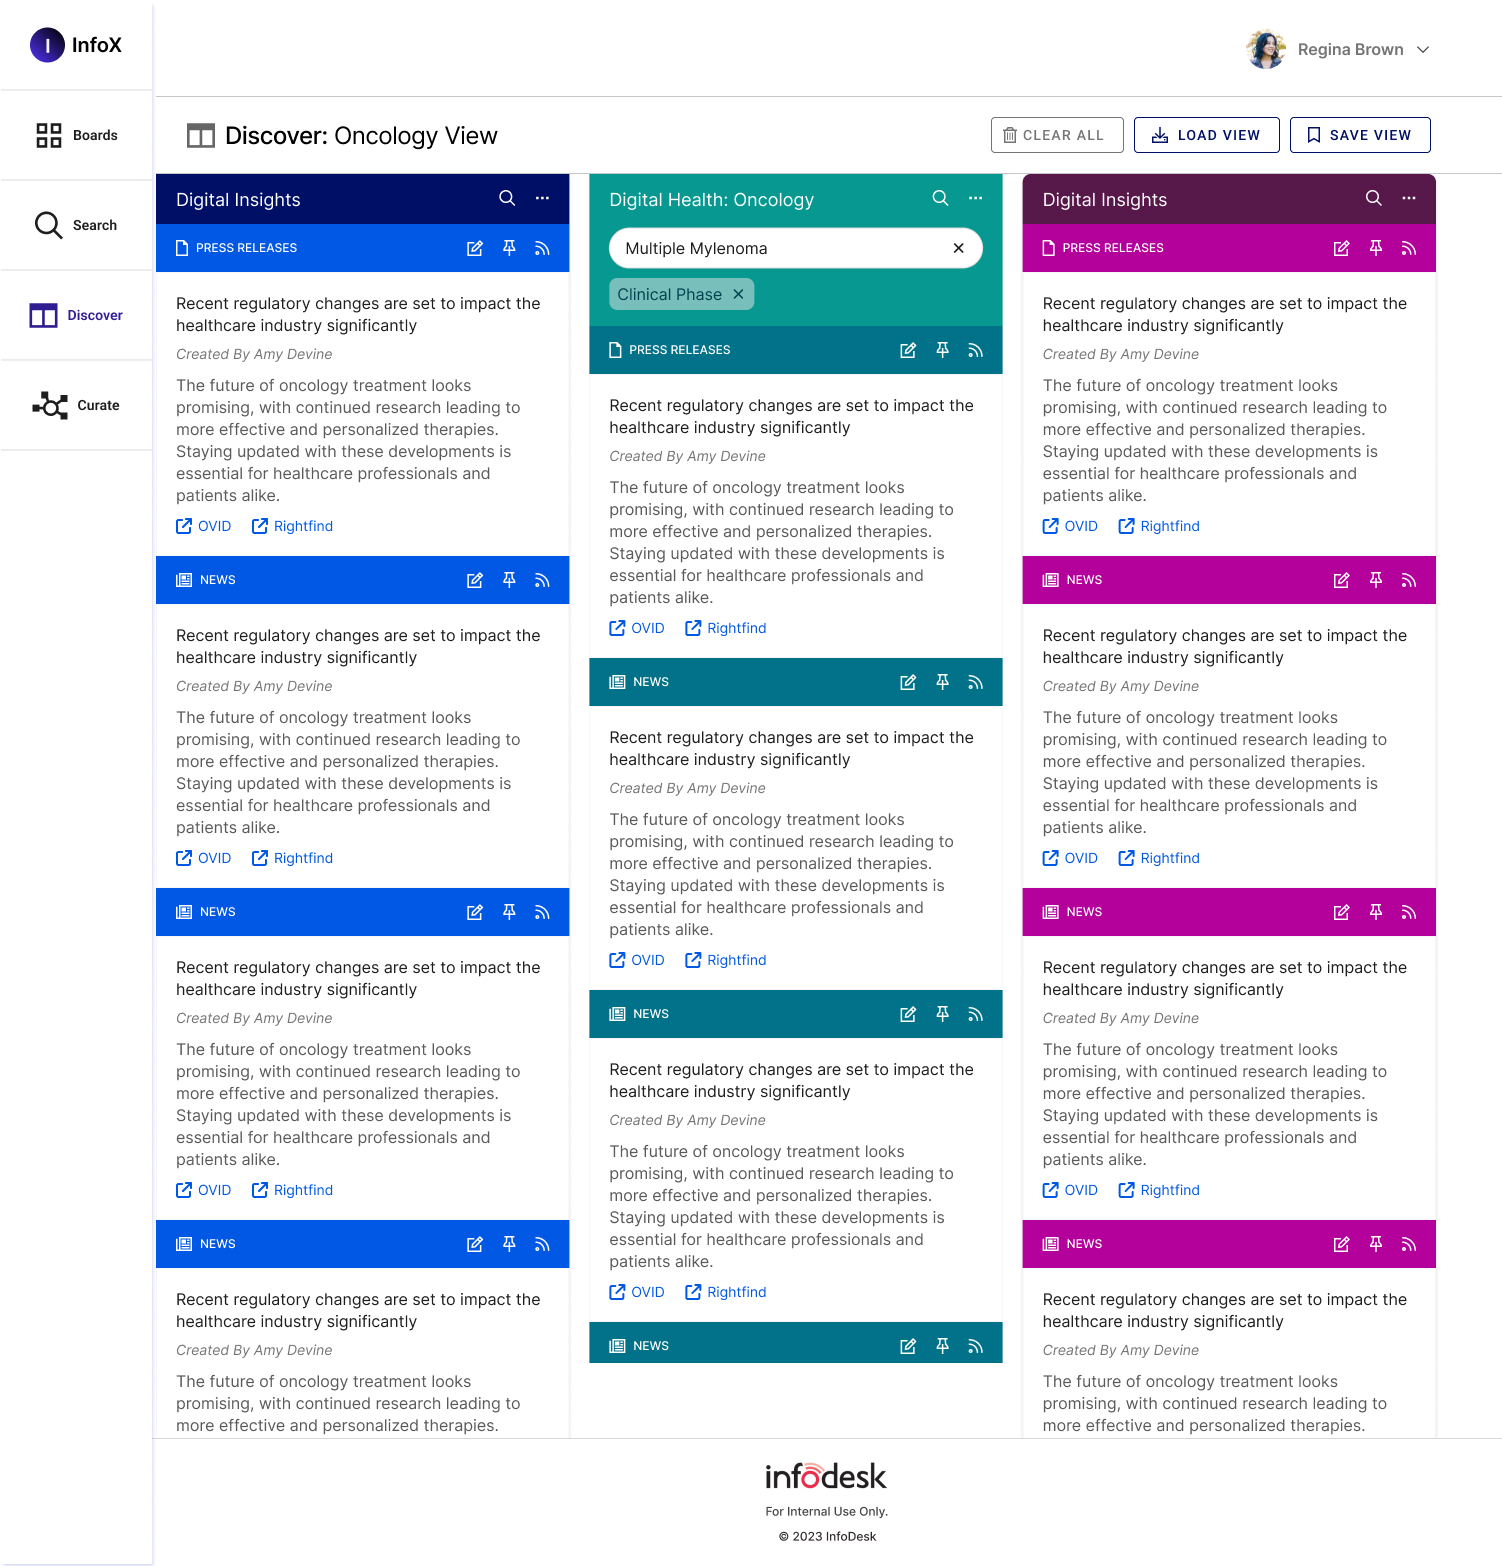 I InfoX
Regina Brown
Boards
Search
Discover
Curate
Discover: Oncology View
CLEAR ALL
LOAD VIEW
SAVE VIEW
Digital Insights
PRESS RELEASES
Recent regulatory changes are set to impact the
healthcare industry significantly
Created By Amy Devine
The future of oncology treatment looks
promising, with continued research leading to
more effective and personalized therapies.
Staying updated with these developments is
essential for healthcare professionals and
patients alike.
OVID Rightfind
NEWS
Recent regulatory changes are set to impact the
healthcare industry significantly
Created By Amy Devine
The future of oncology treatment looks
promising, with continued research leading to
more effective and personalized therapies.
Staying updated with these developments is
essential for healthcare professionals and
patients alike.
OVID Rightfind
NEWS
Recent regulatory changes are set to impact the
healthcare industry significantly
Created By Amy Devine
The future of oncology treatment looks
promising, with continued research leading to
more effective and personalized therapies.
Staying updated with these developments is
essential for healthcare professionals and
patients alike.
OVID Rightfind
NEWS
Recent regulatory changes are set to impact the
healthcare industry significantly
Created By Amy Devine
The future of oncology treatment looks
promising, with continued research leading to
more effective and personalized therapies.
Digital Health: Oncology
Multiple Mylenoma
Clinical Phase
PRESS RELEASES
Recent regulatory changes are set to impact the
healthcare industry significantly
Created By Amy Devine
The future of oncology treatment looks
promising, with continued research leading to
more effective and personalized therapies.
Staying updated with these developments is
essential for healthcare professionals and
patients alike.
OVID Rightfind
NEWS
Recent regulatory changes are set to impact the
healthcare industry significantly
Created By Amy Devine
The future of oncology treatment looks
promising, with continued research leading to
more effective and personalized therapies.
Staying updated with these developments is
essential for healthcare professionals and
patients alike.
OVID Rightfind
NEWS
Recent regulatory changes are set to impact the
healthcare industry significantly
Created By Amy Devine
The future of oncology treatment looks
promising, with continued research leading to
more effective and personalized therapies.
Staying updated with these developments is
essential for healthcare professionals and
patients alike.
OVID Rightfind
NEWS
Digital Insights
PRESS RELEASES
Recent regulatory changes are set to impact the
healthcare industry significantly
Created By Amy Devine
The future of oncology treatment looks
promising, with continued research leading to
more effective and personalized therapies.
Staying updated with these developments is
essential for healthcare professionals and
patients alike.
OVID Rightfind
NEWS
Recent regulatory changes are set to impact the
healthcare industry significantly
Created By Amy Devine
The future of oncology treatment looks
promising, with continued research leading to
more effective and personalized therapies.
Staying updated with these developments is
essential for healthcare professionals and
patients alike.
OVID Rightfind
NEWS
Recent regulatory changes are set to impact the
healthcare industry significantly
Created By Amy Devine
The future of oncology treatment looks
promising, with continued research leading to
more effective and personalized therapies.
Staying updated with these developments is
essential for healthcare professionals and
patients alike.
OVID Rightfind
NEWS
Recent regulatory changes are set to impact the
healthcare industry significantly
Created By Amy Devine
The future of oncology treatment looks
promising, with continued research leading to
more effective and personalized therapies.
infodesk
For Internal Use Only.
© 2023 InfoDesk